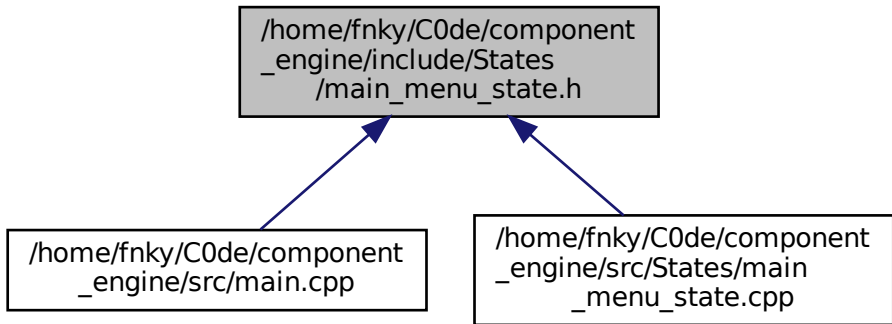 /home/fnky/C0de/component
_engine/include/States
/main_menu_state.h
/home/fnky/C0de/component
_engine/src/main.cpp
/home/fnky/C0de/component
_engine/src/States/main
_menu_state.cpp